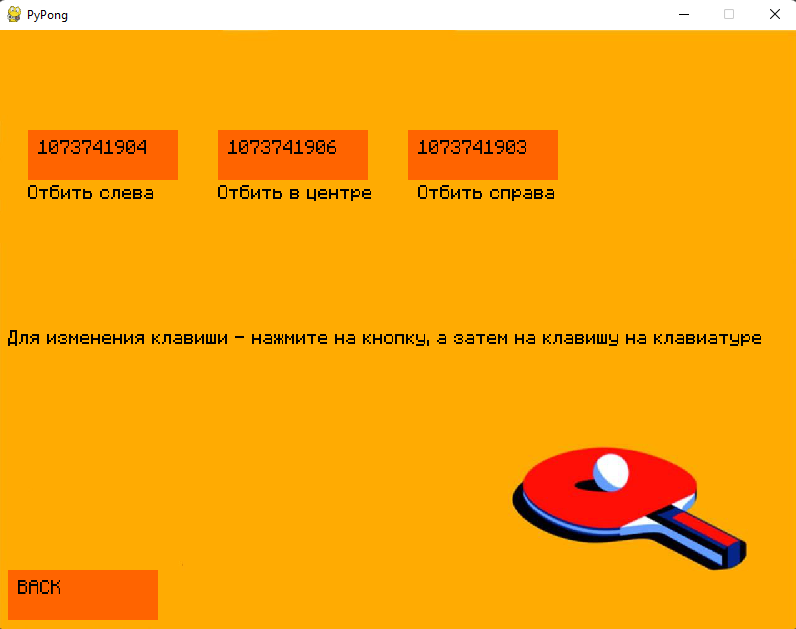 PyPong
1073741904
1073741906
1073741903
Отбить слева
Отбить в центре
Отбить справа
Для изменения клавиши - нажмите на кнопку, а затем на клавишу на клавиатуре
BACK